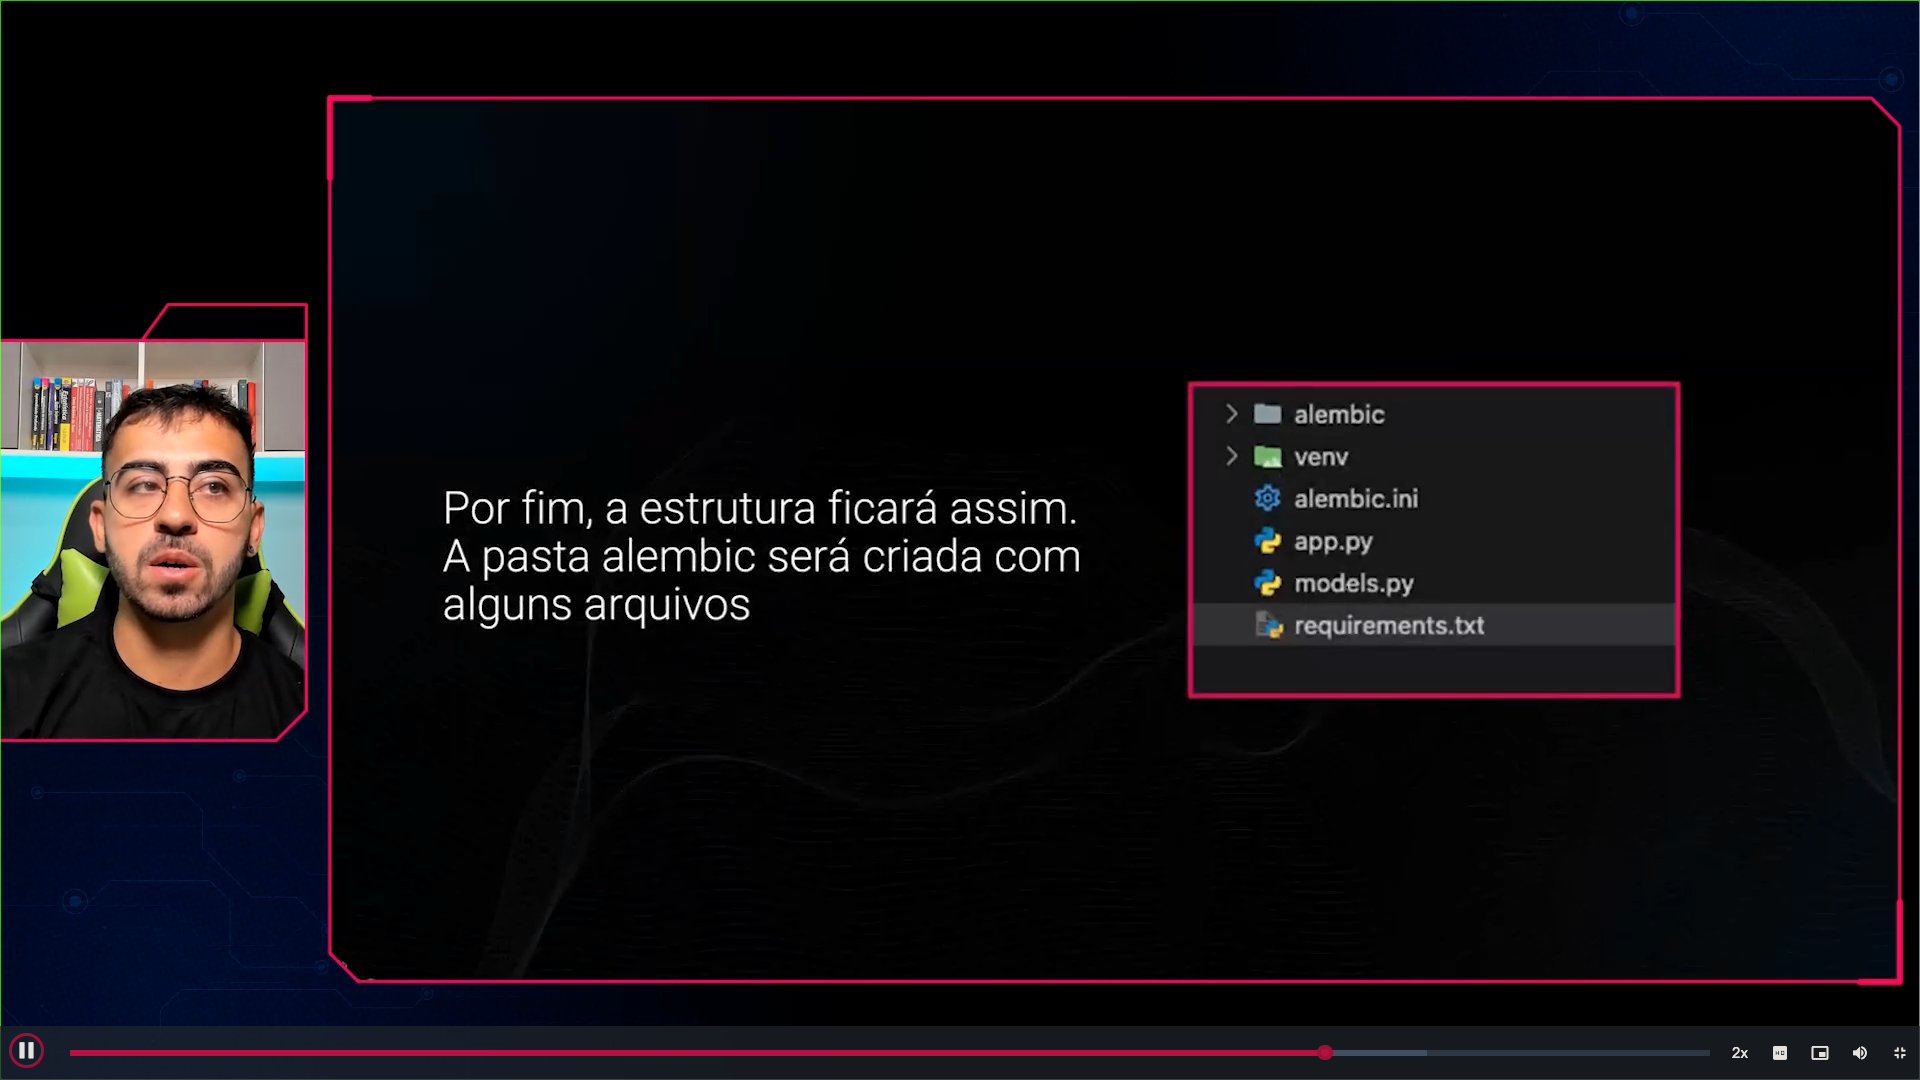 Por fim, a estrutura ficará assim.
A pasta alembic será criada com
alguns arquivos
alembic
venv
alembic.ini
app.py
models.py
requirements.txt
2x